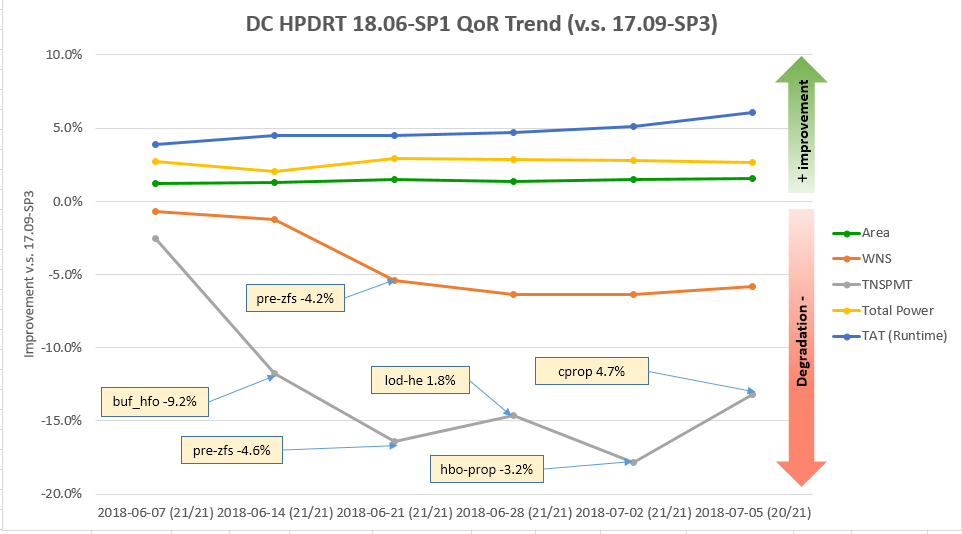 DC HPDRT 18.06-SP1 QoR Trend (v.s. 17.09-SP3)
10.0%
5.0%
0.0%
-5.0%
-10.0%
-15.0%
-20.0%
Improvement v.s. 17.09-SP3
pre-zfs -4.2%
buf_hfo -9.2%
pre-zfs -4.6%
lod-he 1.8%
hbo-prop -3.2%
cprop 4.7%
+ improvement
Degradation -
Area
WNS
TNSPMT
Total Power
TAT (Runtime)
2018-06-07 (21/21) 2018-06-14 (21/21) 2018-06-21 (21/21) 2018-06-28 (21/21) 2018-07-02 (21/21) 2018-07-05 (20/21)